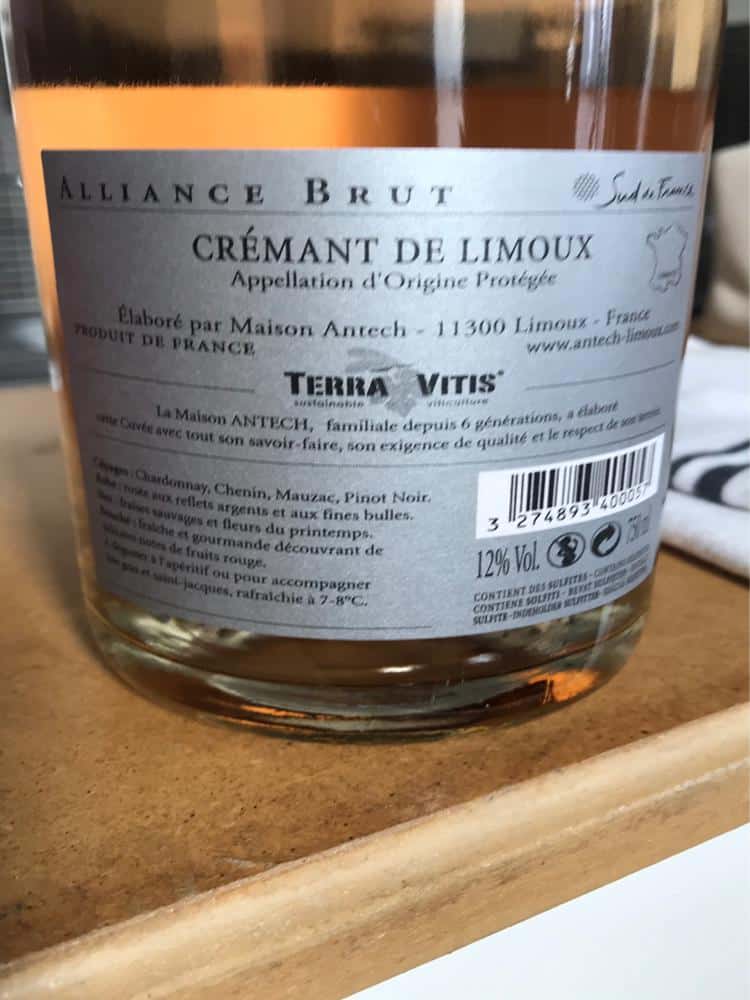 ALLIANCE BRUT
Sud de France
CRÉMANT DE LIMOUX
Appellation d'Origine Protégée
Élaboré par Maison Antech - 11300 Limoux - France
PRODUIT DE FRANCE
www.antech-limoux.com
TERRA VITIS
sustainable viticulture
La Maison ANTECH, familiale depuis 6 générations, a élaboré
cette Cuvée avec tout son savoir-faire, son exigence de qualité et le respect de son terroir.
Cépages : Chardonnay, Chenin, Mauzac, Pinot Noir.
Robe : rosée aux reflets argents et aux fines bulles.
Nez : fraises sauvages et fleurs du printemps.
Bouche : fraîche et gourmande découvrant de
notes de fruits rouge.
A déguster à l'apéritif ou pour accompagner
et saint-jacques, rafraîchie à 7-8°C.
3 274893 400057
12% Vol.
750 ml
CONTIENT DES SULFITES - CONTAINS
CONTIENE SOLFITI - BEVAT SULFIETEN
SULFITE - INDEHOLDER SULFITTER